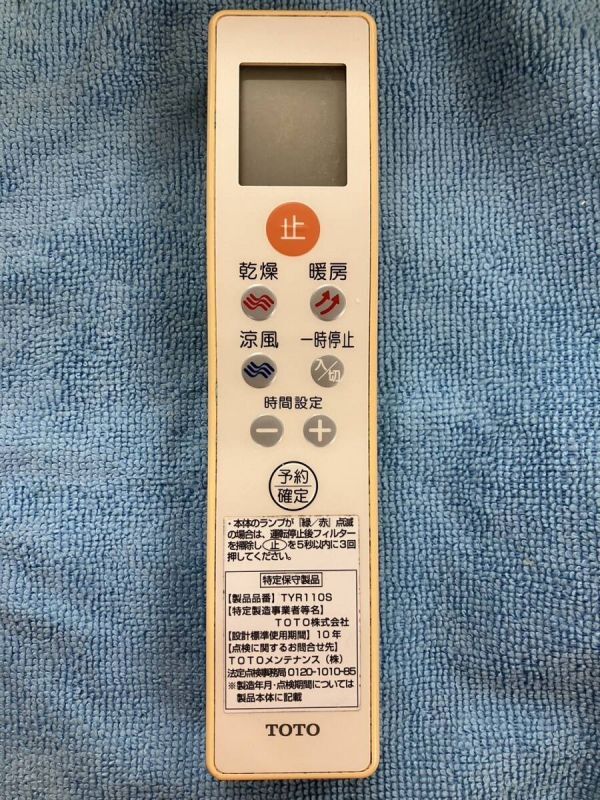 止
乾燥 暖房
涼風 一時停止
入/切
時間設定
− +
予約
確定
・本体のランプが「緑/赤」点滅
の場合は、運転停止後フィルター
を掃除し 止 を5秒以内に3回
押してください。
特定保守製品
【製品品番】TYR110S
【特定製造事業者等名】
TOTO株式会社
【設計標準使用期間】10年
【点検に関するお問合せ先】
TOTOメンテナンス(株)
法定点検事務局 0120-1010-85
※製造年月・点検期間については
製品本体に記載
TOTO